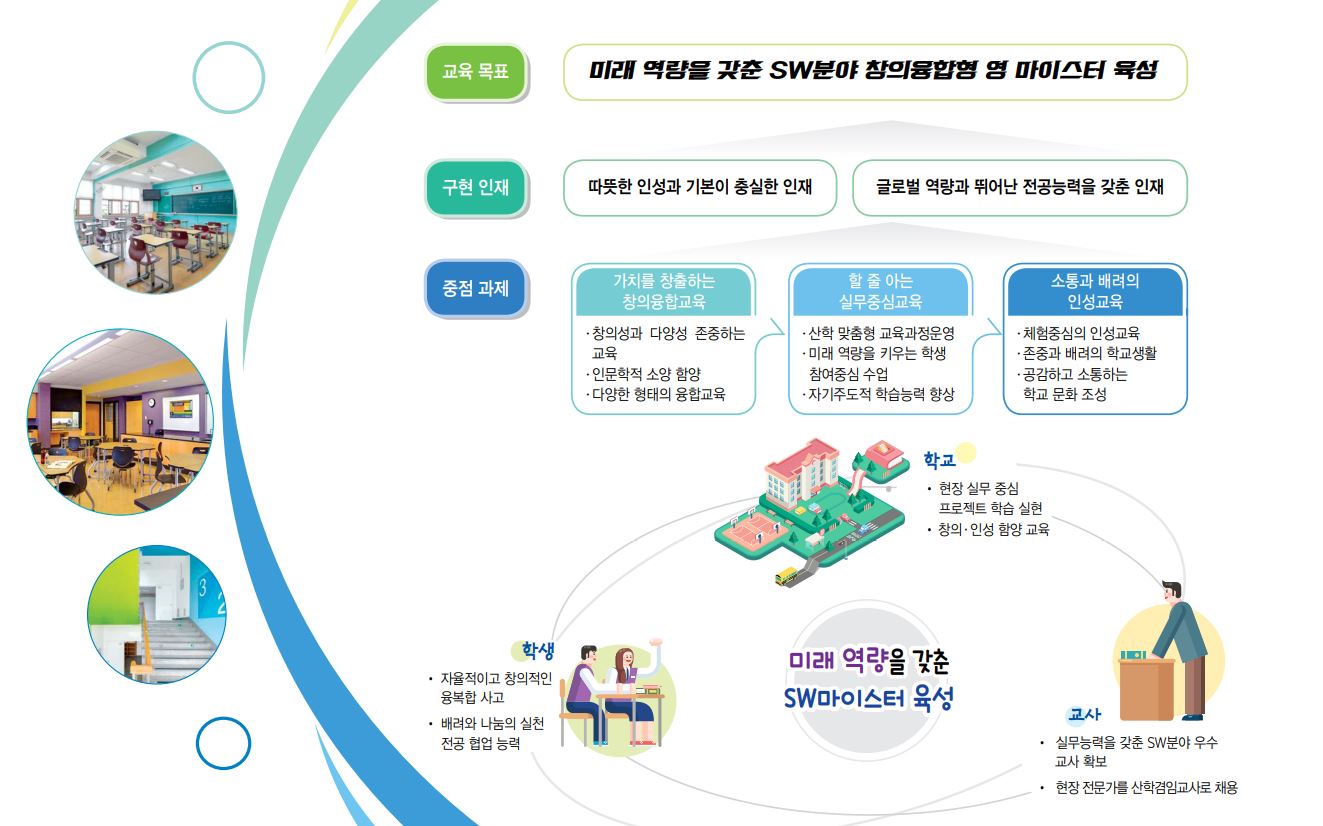 교육 목표
미래 역량을 갖춘 SW분야 창의융합형 영 마이스터 육성
구현 인재
따뜻한 인성과 기본이 충실한 인재
글로벌 역량과 뛰어난 전공능력을 갖춘 인재
중점 과제
가치를 창출하는
창의융합교육
· 창의성과 다양성 존중하는
교육
· 인문학적 소양 함양
· 다양한 형태의 융합교육
할 줄 아는
실무중심교육
· 산학 맞춤형 교육과정운영
· 미래 역량을 키우는 학생
참여중심 수업
· 자기주도적 학습능력 향상
소통과 배려의
인성교육
· 체험중심의 인성교육
· 존중과 배려의 학교생활
· 공감하고 소통하는
학교 문화 조성
학교
• 현장 실무 중심
프로젝트 학습 실현
• 창의·인성 함양 교육
학생
• 자율적이고 창의적인
융복합 사고
• 배려와 나눔의 실천
전공 협업 능력
미래 역량을 갖춘
SW마이스터 육성
교사
• 실무능력을 갖춘 SW분야 우수
교사 확보
• 현장 전문가를 산학겸임교사로 채용
3
2